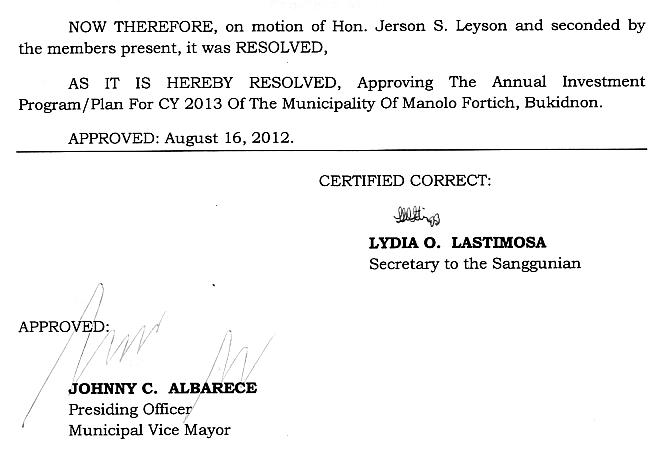 NOW THEREFORE, on motion of Hon. Jerson S. Leyson and seconded by
the members present, it was RESOLVED,
AS IT IS HEREBY RESOLVED, Approving The Annual Investment
Program/Plan For CY 2013 Of The Municipality Of Manolo Fortich, Bukidnon.
APPROVED: August 16, 2012.
CERTIFIED CORRECT:
LYDIA O. LASTIMOSA
Secretary to the Sanggunian
APPROVED:
JOHNNY C. ALBARECE
Presiding Officer
Municipal Vice Mayor